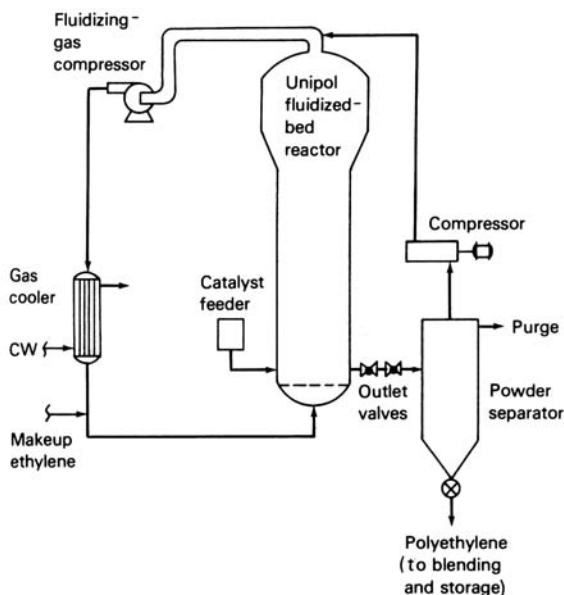 Fluidizing-
gas
compressor
Unipol
fluidized-
bed
reactor
Compressor
Gas
cooler
Catalyst
feeder
CW
Purge
Outlet
valves
Powder
separator
Makeup
ethylene
Polyethylene
(to blending
and storage)